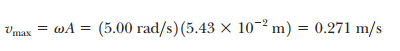 v_max = ωA = (5.00 rad/s)(5.43 × 10⁻² m) = 0.271 m/s